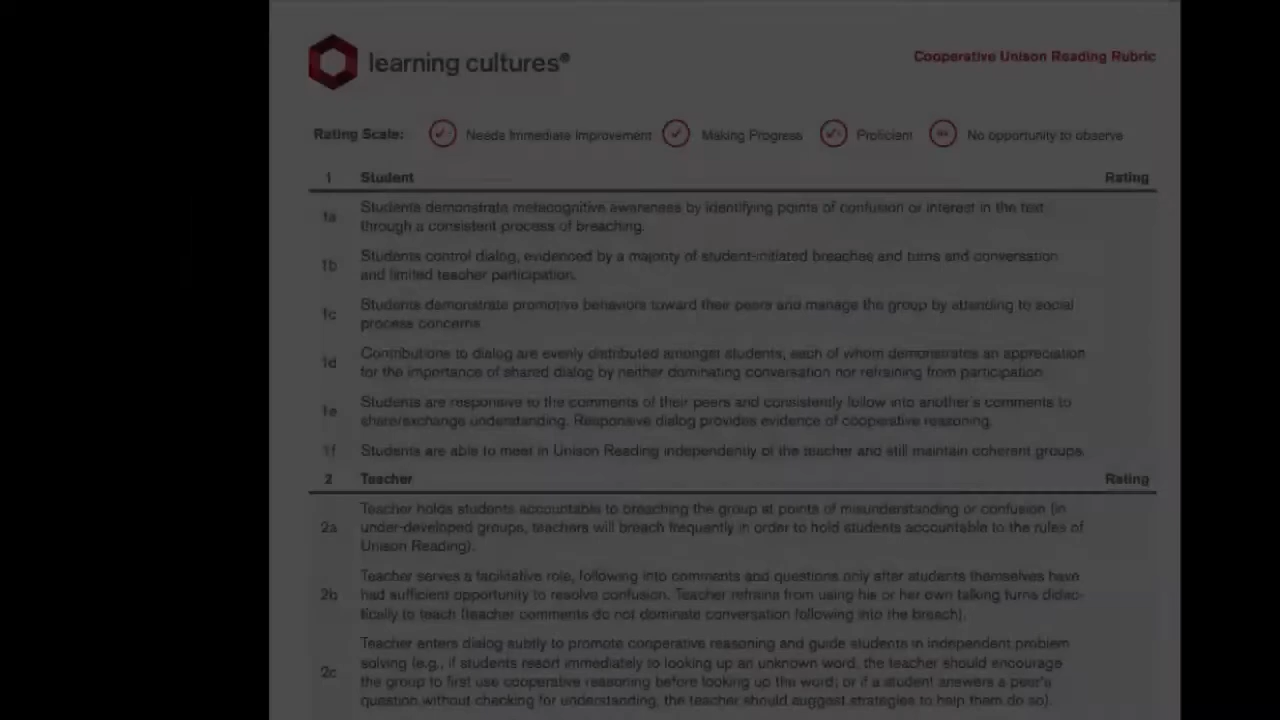 learning cultures®
Cooperative Unison Reading Rubric
Rating Scale: Needs Immediate Improvement Making Progress Proficient No opportunity to observe
1 Student Rating
1a Students demonstrate metacognitive awareness by identifying points of confusion or interest in the text
through a consistent process of breaching.
1b Students control dialog, evidenced by a majority of student-initiated breaches and turns and conversation
and limited teacher participation.
1c Students demonstrate promotive behaviors toward their peers and manage the group by attending to social
process concerns.
1d Contributions to dialog are evenly distributed amongst students, each of whom demonstrates an appreciation
for the importance of shared dialog by neither dominating conversation nor refraining from participation.
1e Students are responsive to the comments of their peers and consistently follow into another's comments to
share/exchange understanding. Responsive dialog provides evidence of cooperative reasoning.
1f Students are able to meet in Unison Reading independently of the teacher and still maintain coherent groups.
2 Teacher Rating
2a Teacher holds students accountable to breaching the group at points of misunderstanding or confusion (in
under-developed groups, teachers will breach frequently in order to hold students accountable to the rules of
Unison Reading).
2b Teacher serves a facilitative role, following into comments and questions only after students themselves have
had sufficient opportunity to resolve confusion. Teacher refrains from using his or her own talking turns didac-
tically to teach (teacher comments do not dominate conversation following into the breach).
2c Teacher enters dialog subtly to promote cooperative reasoning and guide students in independent problem
solving (e.g., if students resort immediately to looking up an unknown word, the teacher should encourage
the group to first use cooperative reasoning before looking up the word; or if a student answers a peer's
question without checking for understanding, the teacher should suggest strategies to help them do so).